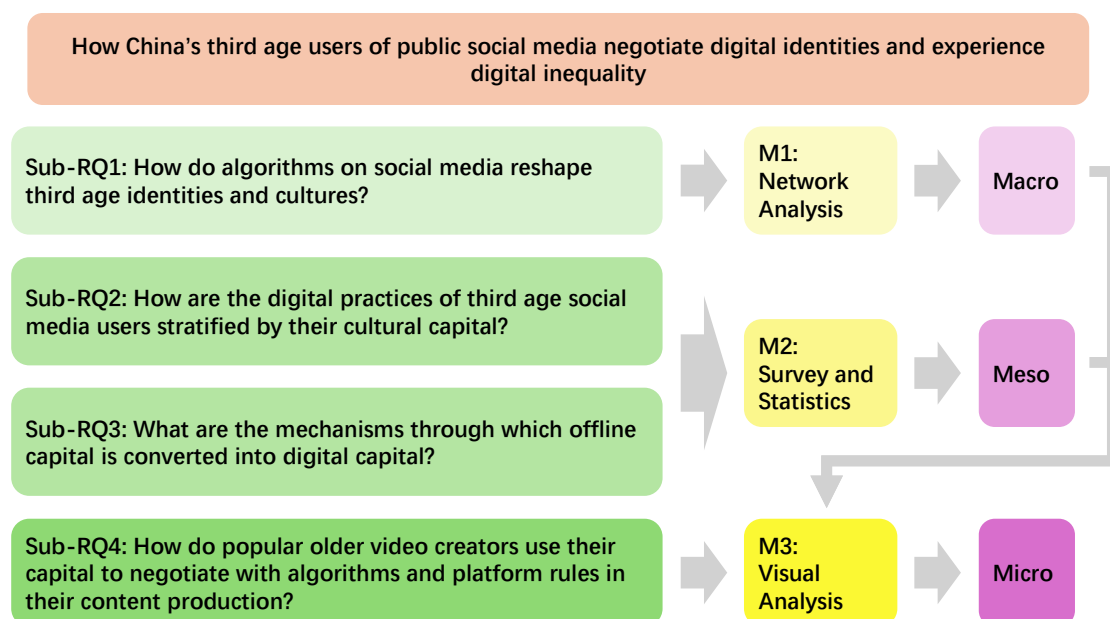 How China's third age users of public social media negotiate digital identities and experience
digital inequality
Sub-RQ1: How do algorithms on social media reshape
third age identities and cultures?
M1:
Network
Analysis
Macro
Sub-RQ2: How are the digital practices of third age social
media users stratified by their cultural capital?
M2:
Survey and
Statistics
Meso
Sub-RQ3: What are the mechanisms through which offline
capital is converted into digital capital?
Sub-RQ4: How do popular older video creators use their
capital to negotiate with algorithms and platform rules in
their content production?
M3:
Visual
Analysis
Micro